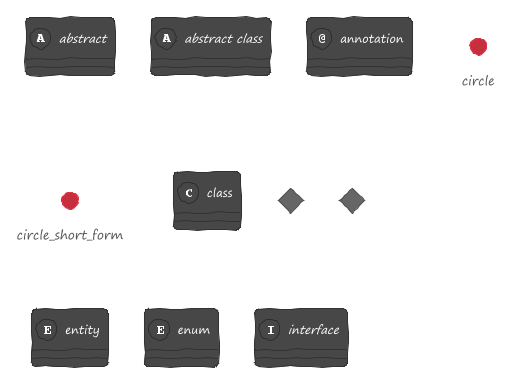 A abstract
A abstract class
@ annotation
circle
circle_short_form
C class
E entity
E enum
I interface